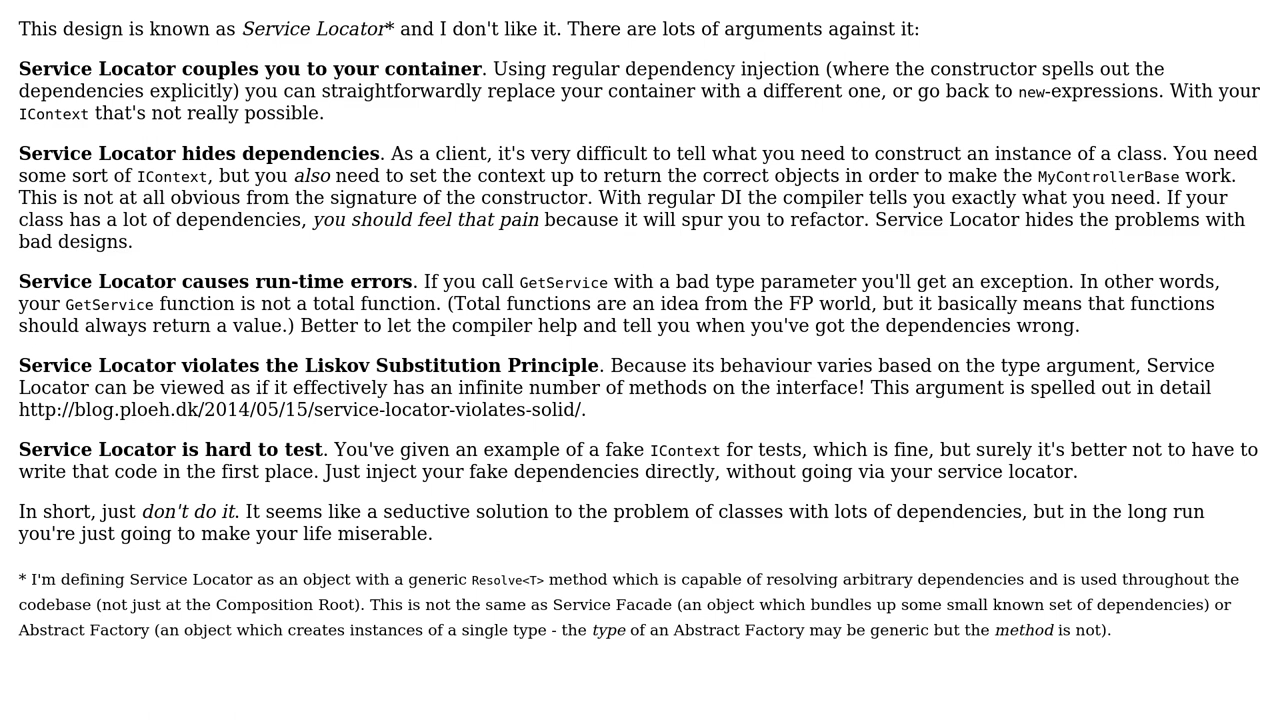 This design is known as Service Locator* and I don't like it. There are lots of arguments against it:
Service Locator couples you to your container. Using regular dependency injection (where the constructor spells out the
dependencies explicitly) you can straightforwardly replace your container with a different one, or go back to new-expressions. With your
IContext that's not really possible.
Service Locator hides dependencies. As a client, it's very difficult to tell what you need to construct an instance of a class. You need
some sort of IContext, but you also need to set the context up to return the correct objects in order to make the MyControllerBase work.
This is not at all obvious from the signature of the constructor. With regular DI the compiler tells you exactly what you need. If your
class has a lot of dependencies, you should feel that pain because it will spur you to refactor. Service Locator hides the problems with
bad designs.
Service Locator causes run-time errors. If you call GetService with a bad type parameter you'll get an exception. In other words,
your GetService function is not a total function. (Total functions are an idea from the FP world, but it basically means that functions
should always return a value.) Better to let the compiler help and tell you when you've got the dependencies wrong.
Service Locator violates the Liskov Substitution Principle. Because its behaviour varies based on the type argument, Service
Locator can be viewed as if it effectively has an infinite number of methods on the interface! This argument is spelled out in detail
http://blog.ploeh.dk/2014/05/15/service-locator-violates-solid/.
Service Locator is hard to test. You've given an example of a fake IContext for tests, which is fine, but surely it's better not to have to
write that code in the first place. Just inject your fake dependencies directly, without going via your service locator.
In short, just don't do it. It seems like a seductive solution to the problem of classes with lots of dependencies, but in the long run
you're just going to make your life miserable.
* I'm defining Service Locator as an object with a generic Resolve<T> method which is capable of resolving arbitrary dependencies and is used throughout the
codebase (not just at the Composition Root). This is not the same as Service Facade (an object which bundles up some small known set of dependencies) or
Abstract Factory (an object which creates instances of a single type - the type of an Abstract Factory may be generic but the method is not).